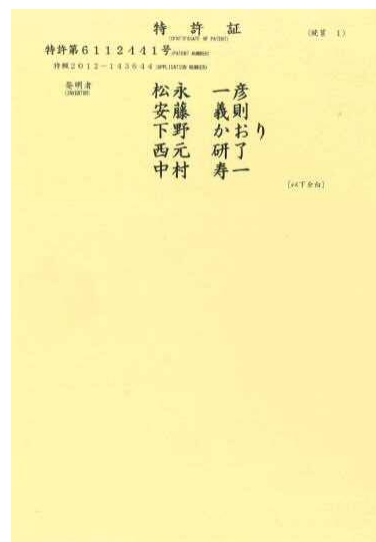 特許証
(CERTIFICATE OF PATENT)
(続葉 1)
特許第6112441号(PATENT NUMBER)
特願2012-143644(APPLICATION NUMBER)
発明者
(INVENTOR)
松永 一彦
安藤 義則
下野 かおり
西元 研了
中村 寿一
[以下余白]